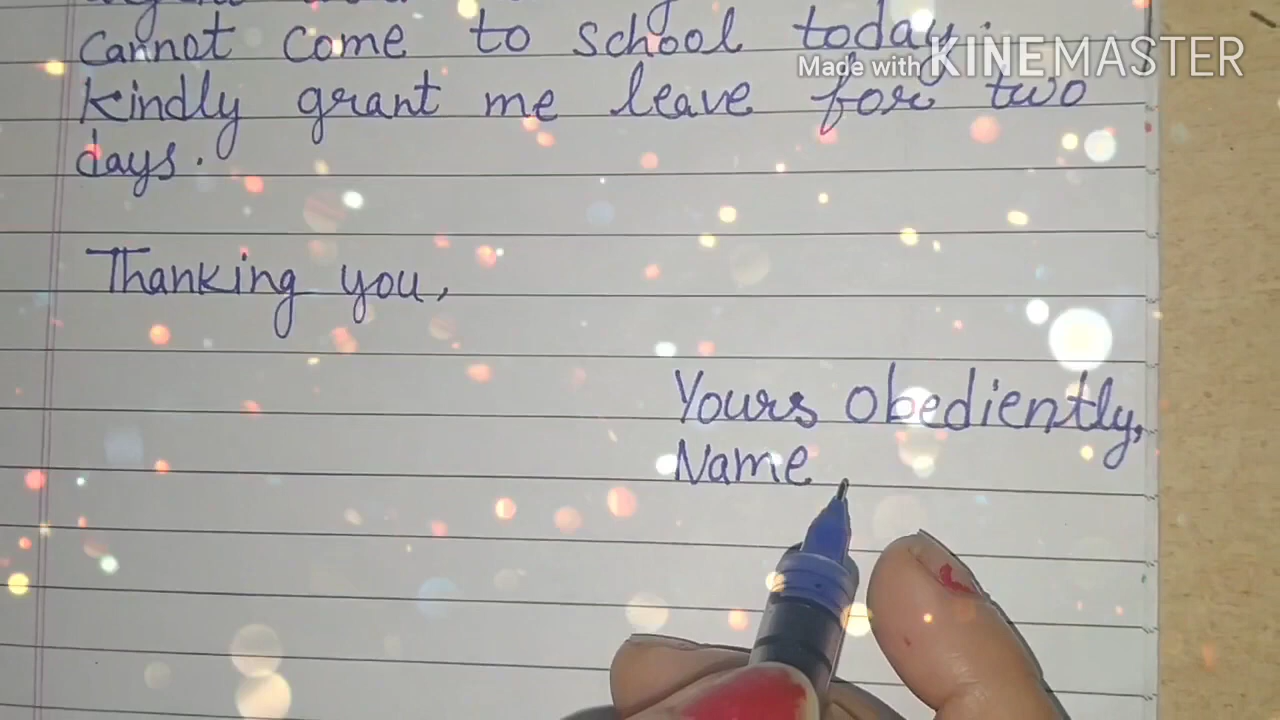 cannot come to school today.
Made with KINEMASTER
kindly grant me leave for two
days.
Thanking you,
Yours obediently,
Name